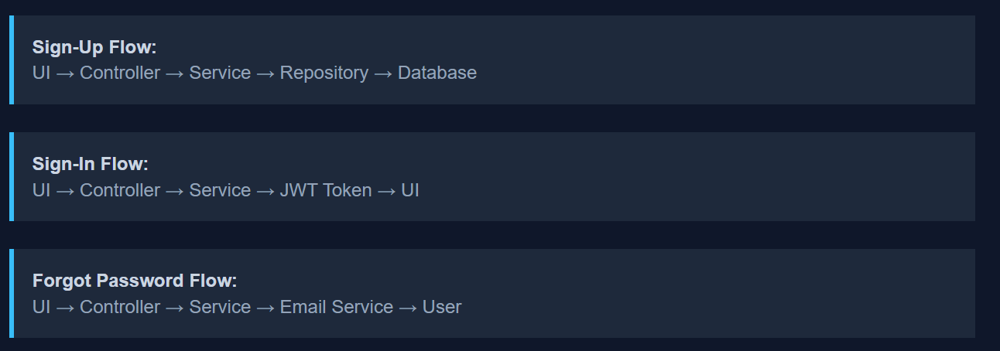 Sign-Up Flow:
UI → Controller → Service → Repository → Database
Sign-In Flow:
UI → Controller → Service → JWT Token → UI
Forgot Password Flow:
UI → Controller → Service → Email Service → User